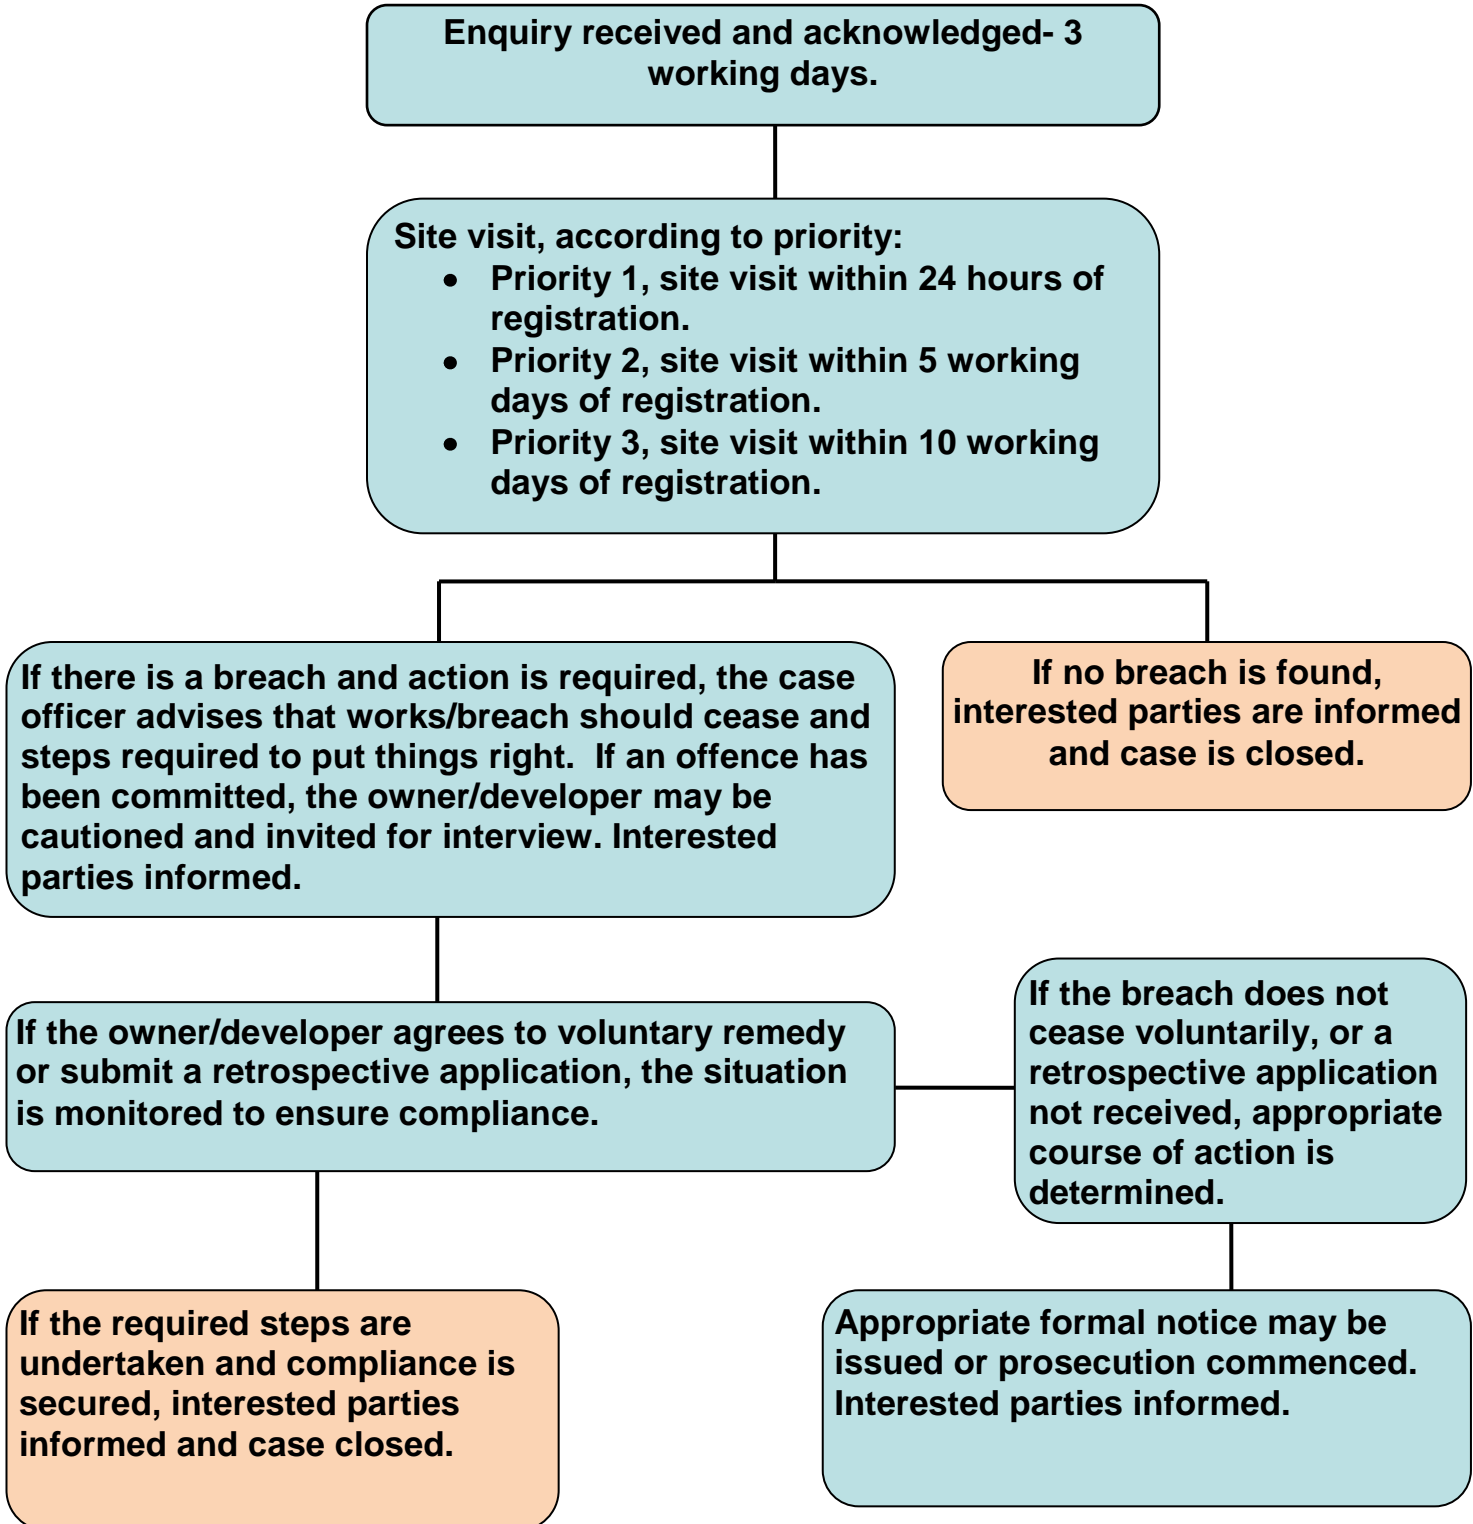 Enquiry received and acknowledged- 3
working days.
Site visit, according to priority:
• Priority 1, site visit within 24 hours of
registration.
• Priority 2, site visit within 5 working
days of registration.
• Priority 3, site visit within 10 working
days of registration.
If there is a breach and action is required, the case
officer advises that works/breach should cease and
steps required to put things right.  If an offence has
been committed, the owner/developer may be
cautioned and invited for interview. Interested
parties informed.
If no breach is found,
interested parties are informed
and case is closed.
If the owner/developer agrees to voluntary remedy
or submit a retrospective application, the situation
is monitored to ensure compliance.
If the breach does not
cease voluntarily, or a
retrospective application
not received, appropriate
course of action is
determined.
If the required steps are
undertaken and compliance is
secured, interested parties
informed and case closed.
Appropriate formal notice may be
issued or prosecution commenced.
Interested parties informed.